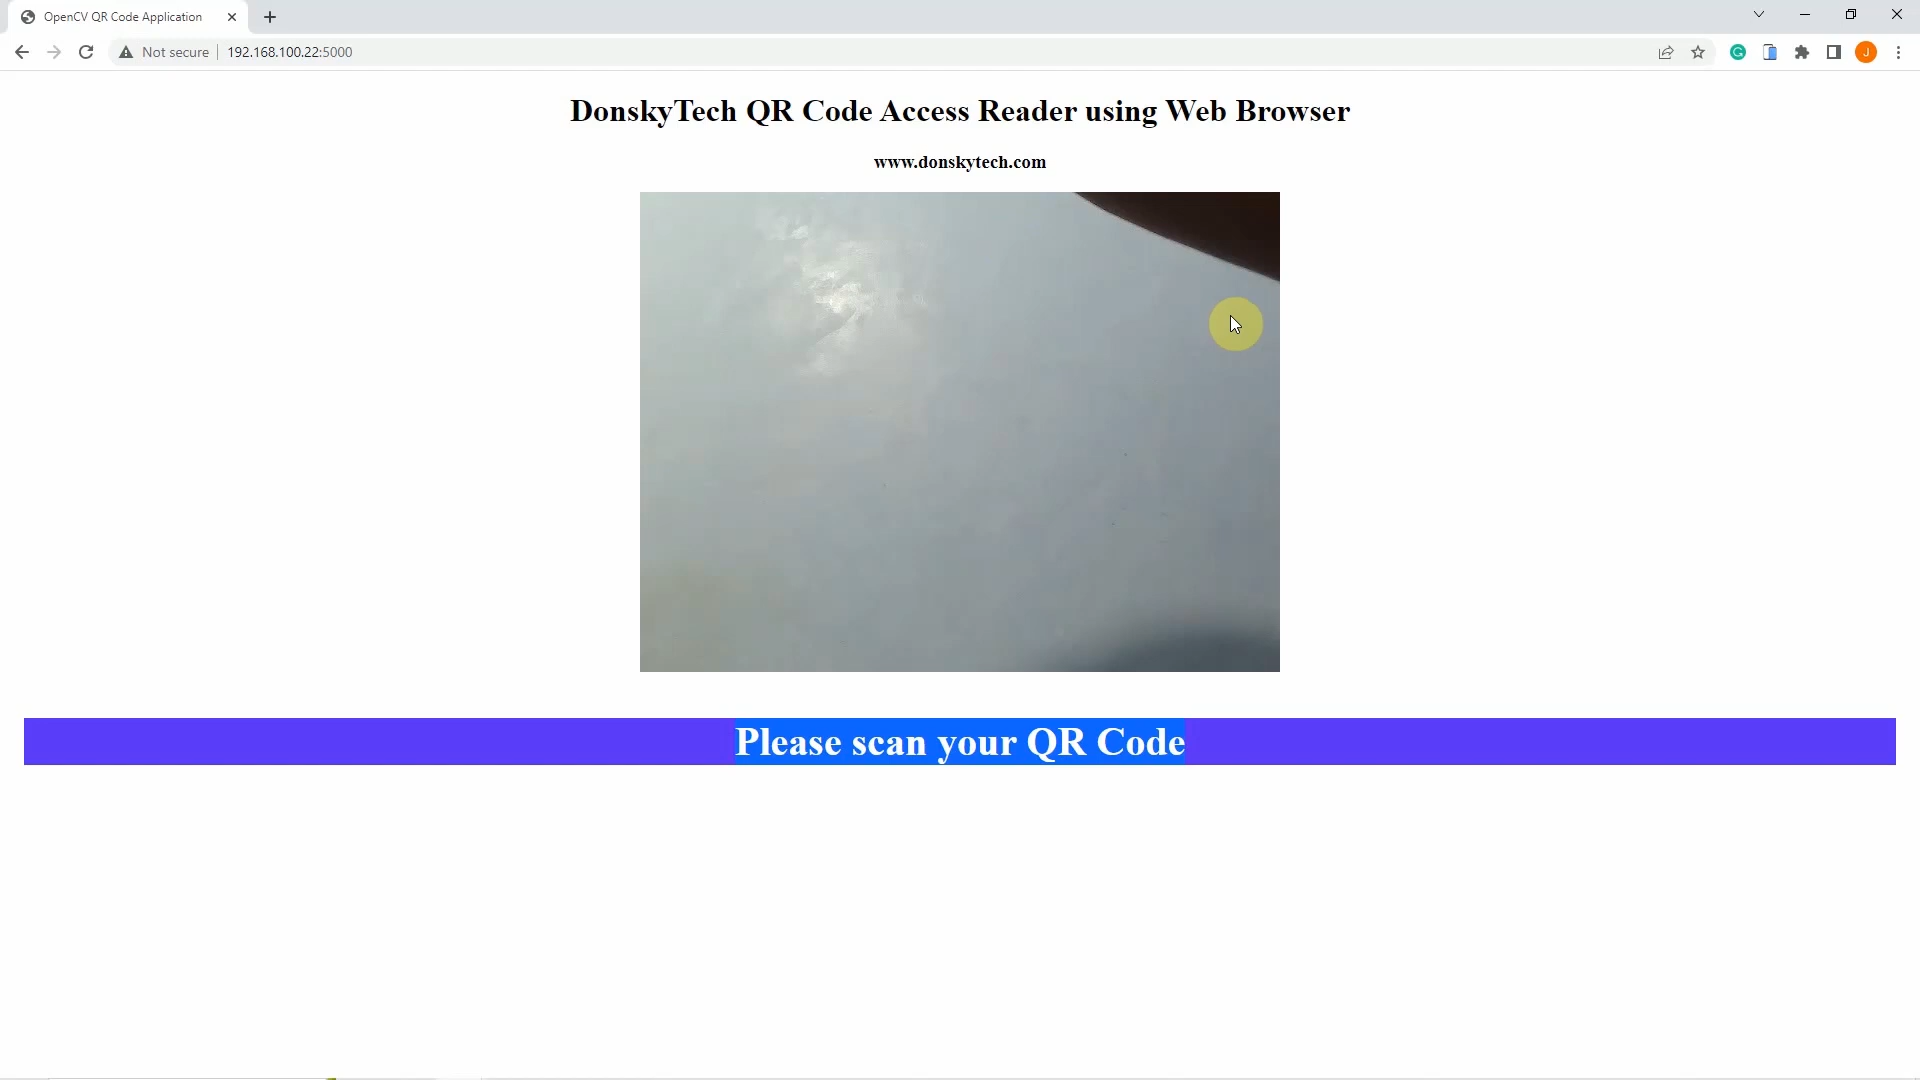 OpenCV QR Code Application
Not secure
192.168.100.22:5000
J
DonskyTech QR Code Access Reader using Web Browser
www.donskytech.com
Please scan your QR Code